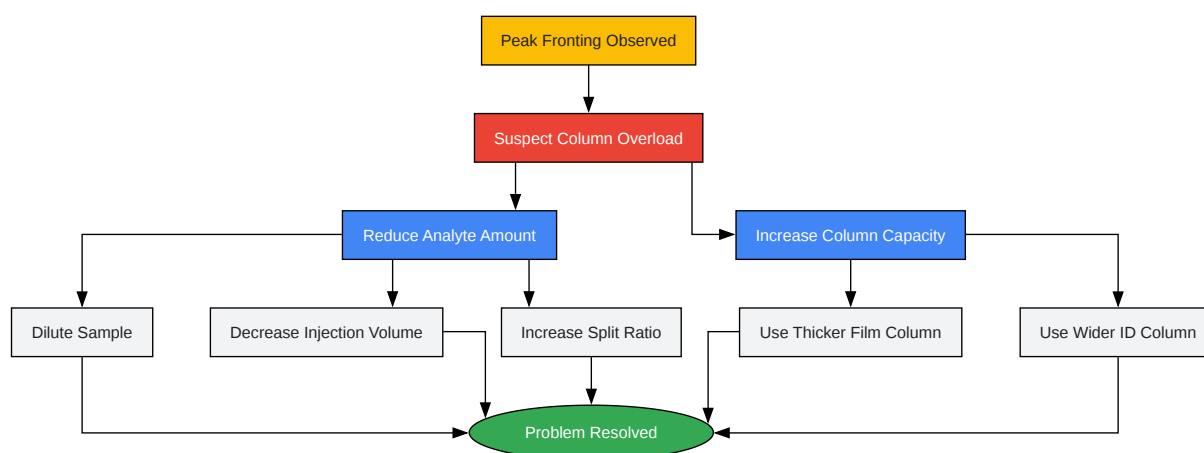 Peak Fronting Observed
Suspect Column Overload
Reduce Analyte Amount
Increase Column Capacity
Dilute Sample
Decrease Injection Volume
Increase Split Ratio
Use Thicker Film Column
Use Wider ID Column
Problem Resolved